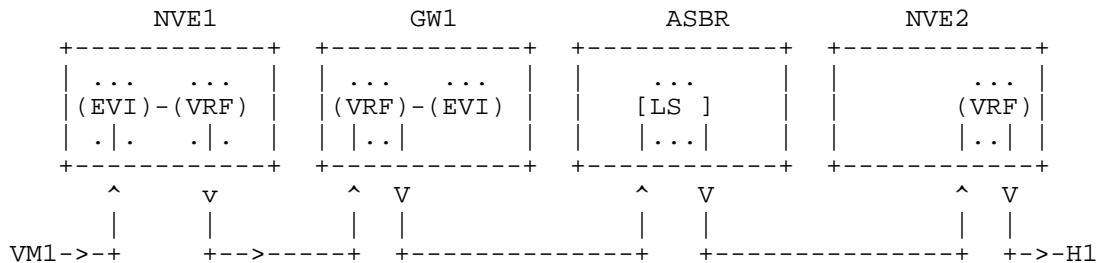 NVE1            GW1               ASBR             NVE2
   +-------------+  +-------------+  +------------+  +------------+
   |  ...   ...  |  |  ...   ...  |  |     ...    |  |        ... |
   |(EVI)-(VRF)  |  |(VRF)-(EVI)  |  |   [LS ]    |  |       (VRF)|
   | .|.   .|.   |  | |..|        |  |   |...|    |  |       |..| |
   +-------------+  +-------------+  +------------+  +------------+
      ^     v          ^  V              ^   V               ^  V
      |     |          |  |              |   |               |  |
VM1->-+     +-->-------+  +--------------+   +---------------+  +->-H1